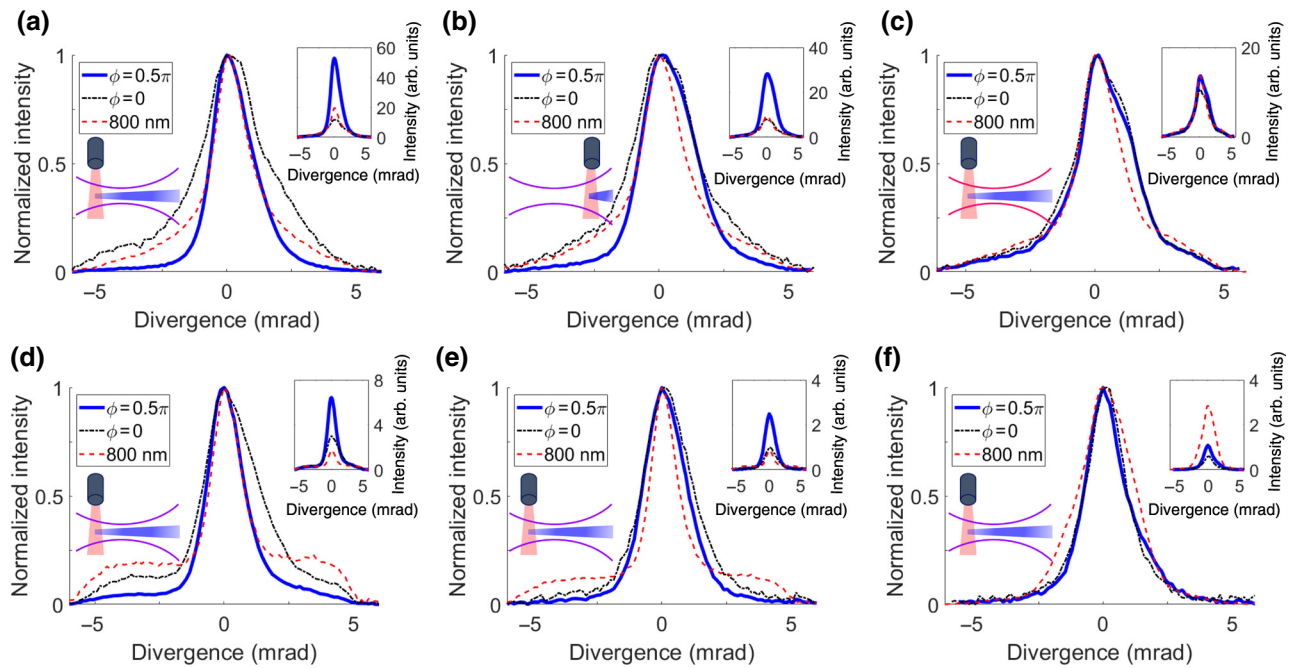 (a)
Normalized intensity
1
0.5
0
ϕ = 0.5π
ϕ = 0
800 nm
−5
0
5
Divergence (mrad)
60
40
20
0
Intensity (arb. units)
−5 0 5
Divergence (mrad)
(b)
Normalized intensity
1
0.5
0
ϕ = 0.5π
ϕ = 0
800 nm
−5
0
5
Divergence (mrad)
40
20
0
Intensity (arb. units)
−5 0 5
Divergence (mrad)
(c)
Normalized intensity
1
0.5
0
ϕ = 0.5π
ϕ = 0
800 nm
−5
0
5
Divergence (mrad)
20
10
0
Intensity (arb. units)
−5 0 5
Divergence (mrad)
(d)
Normalized intensity
1
0.5
0
ϕ = 0.5π
ϕ = 0
800 nm
−5
0
5
Divergence (mrad)
8
4
0
Intensity (arb. units)
−5 0 5
Divergence (mrad)
(e)
Normalized intensity
1
0.5
0
ϕ = 0.5π
ϕ = 0
800 nm
−5
0
5
Divergence (mrad)
4
2
0
Intensity (arb. units)
−5 0 5
Divergence (mrad)
(f)
Normalized intensity
1
0.5
0
ϕ = 0.5π
ϕ = 0
800 nm
−5
0
5
Divergence (mrad)
4
2
0
Intensity (arb. units)
−5 0 5
Divergence (mrad)